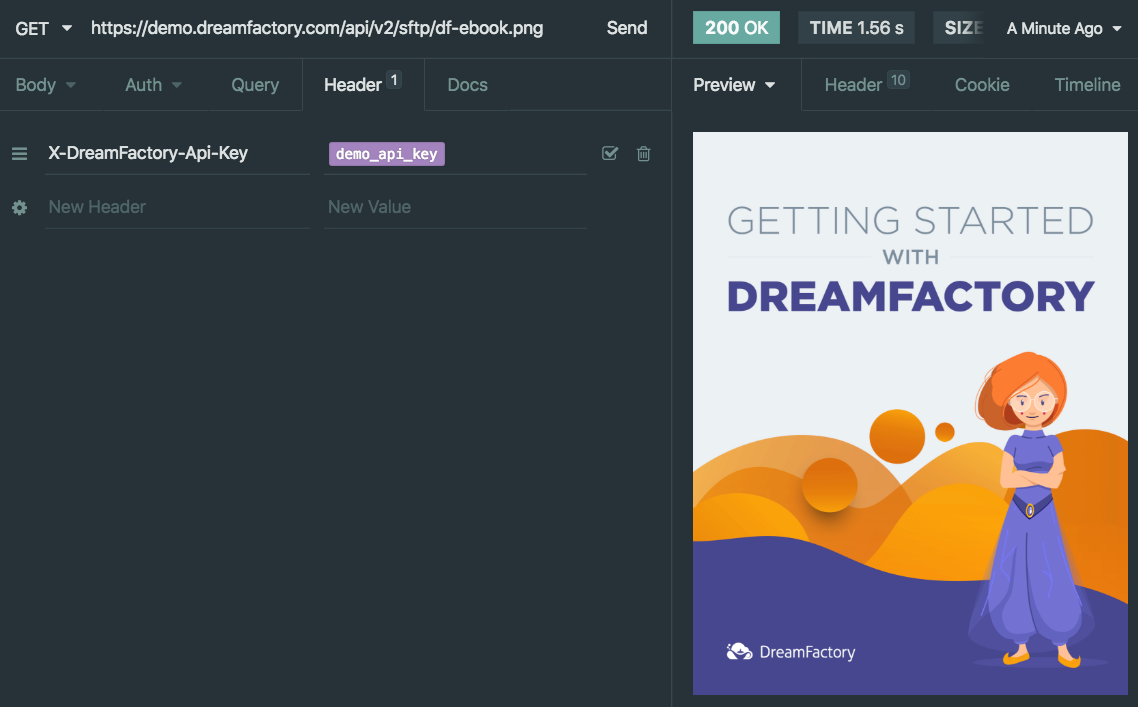 GET https://demo.dreamfactory.com/api/v2/sftp/df-ebook.png Send
200 OK TIME 1.56 s SIZE A Minute Ago
Body Auth Query Header 1 Docs
Preview Header 10 Cookie Timeline
X-DreamFactory-Api-Key demo_api_key
New Header New Value
GETTING STARTED
WITH
DREAMFACTORY
DreamFactory